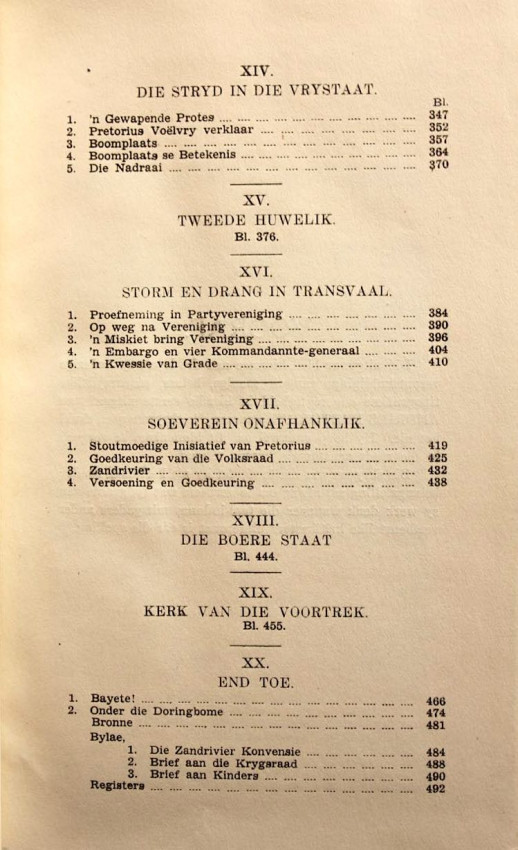 XIV.
DIE STRYD IN DIE VRYSTAAT.
Bl.
1. 'n Gewapende Protes .... .... .... .... .... .... .... .... .... .... .... 347
2. Pretorius Voëlvry verklaar .... .... .... .... .... .... .... .... 352
3. Boomplaats .... .... .... .... .... .... .... .... .... .... .... .... .... 357
4. Boomplaats se Betekenis .... .... .... .... .... .... .... .... .... 364
5. Die Nadraai .... .... .... .... .... .... .... .... .... .... .... .... .... 370
XV.
TWEEDE HUWELIK.
Bl. 376.
XVI.
STORM EN DRANG IN TRANSVAAL.
1. Proefneming in Partyvereniging .... .... .... .... .... .... .... 384
2. Op weg na Vereniging .... .... .... .... .... .... .... .... .... .... 390
3. 'n Miskiet bring Vereniging .... .... .... .... .... .... .... .... 396
4. 'n Embargo en vier Kommandannte-generaal .... .... .... 404
5. 'n Kwessie van Grade .... .... .... .... .... .... .... .... .... .... 410
XVII.
SOEVEREIN ONAFHANKLIK.
1. Stoutmoedige Inisiatief van Pretorius .... .... .... .... .... 419
2. Goedkeuring van die Volksraad .... .... .... .... .... .... .... 425
3. Zandrivier .... .... .... .... .... .... .... .... .... .... .... .... .... 432
4. Versoening en Goedkeuring .... .... .... .... .... .... .... .... 438
XVIII.
DIE BOERE STAAT
Bl. 444.
XIX.
KERK VAN DIE VOORTREK.
Bl. 455.
XX.
END TOE.
1. Bayete! .... .... .... .... .... .... .... .... .... .... .... .... .... .... 466
2. Onder die Doringbome .... .... .... .... .... .... .... .... .... 474
Bronne .... .... .... .... .... .... .... .... .... .... .... .... .... .... 481
Bylae,
1. Die Zandrivier Konvensie .... .... .... .... .... .... 484
2. Brief aan die Krygsraad .... .... .... .... .... .... 488
3. Brief aan Kinders .... .... .... .... .... .... .... .... 490
Registers .... .... .... .... .... .... .... .... .... .... .... .... .... 492